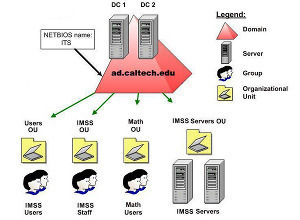 DC 1
DC 2
NETBIOS name:
ITS
ad.caltech.edu
Legend:
Domain
Server
Group
Organizational
Unit
Users
OU
IMSS
OU
Math
OU
IMSS Servers OU
IMSS
Users
IMSS
Staff
Math
Users
IMSS Servers